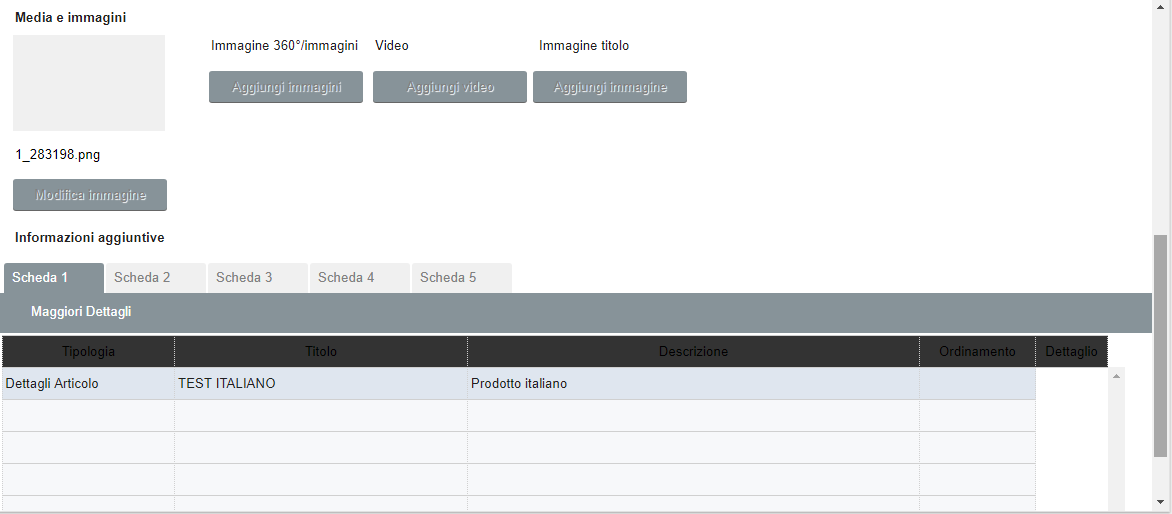 Media e immagini
Immagine 360°/immagini Video Immagine titolo
Aggiungi immagini Aggiungi video Aggiungi immagine
1_283198.png
Modifica immagine
Informazioni aggiuntive
Scheda 1 Scheda 2 Scheda 3 Scheda 4 Scheda 5
Maggiori Dettagli
Tipologia Titolo Descrizione Ordinamento Dettaglio
Dettagli Articolo TEST ITALIANO Prodotto italiano